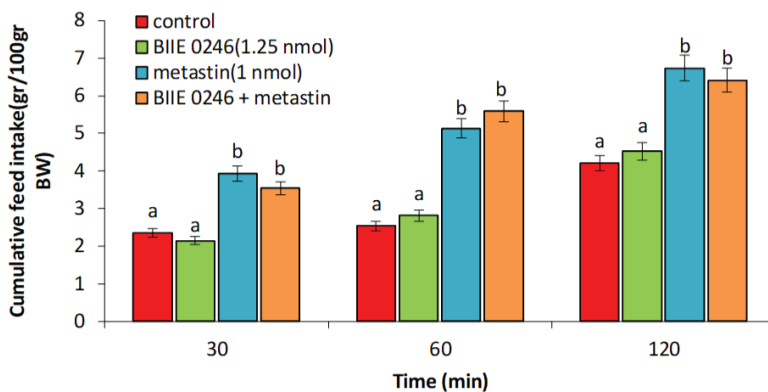 control
BIIE 0246(1.25 nmol)
metastin(1 nmol)
BIIE 0246 + metastin
Cumulative feed intake(gr/100gr
BW)
8
7
6
5
4
3
2
1
0
a
a
b
b
a
a
b
b
a
a
b
b
30
60
120
Time (min)